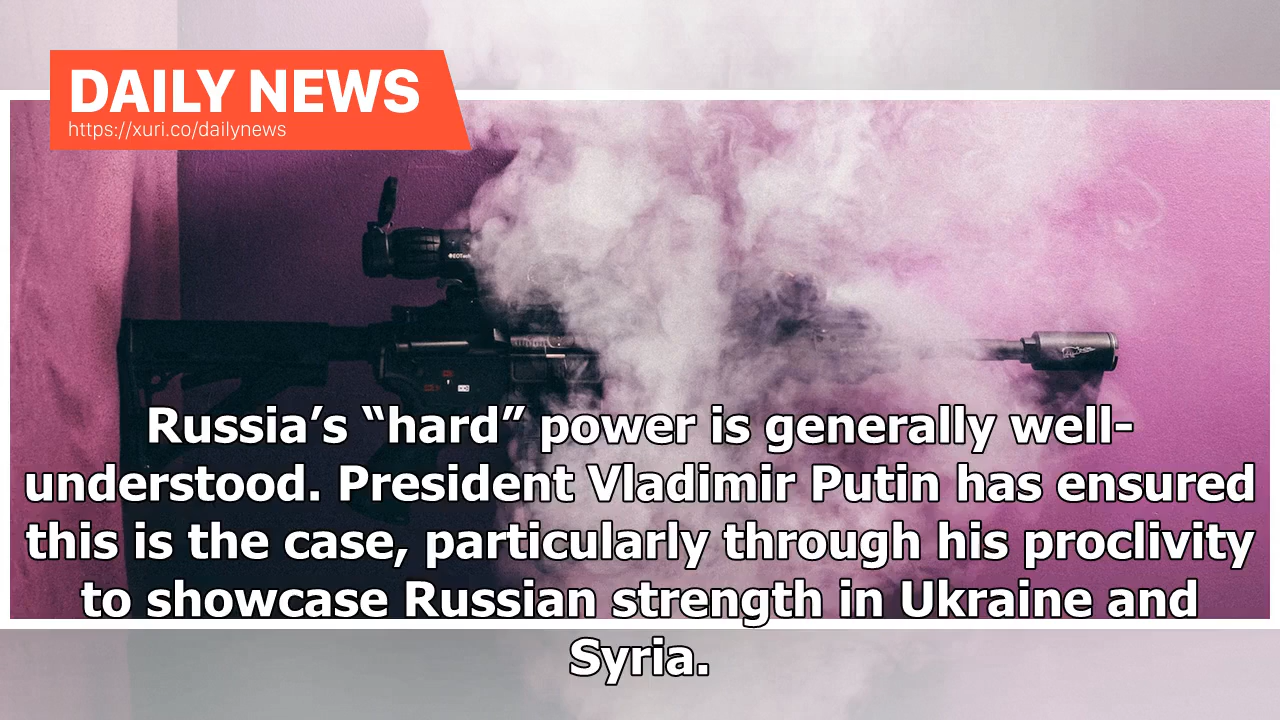 DAILY NEWS
https://xuri.co/dailynews
EOTech
Russia’s “hard” power is generally well-
understood. President Vladimir Putin has ensured
this is the case, particularly through his proclivity
to showcase Russian strength in Ukraine and
Syria.